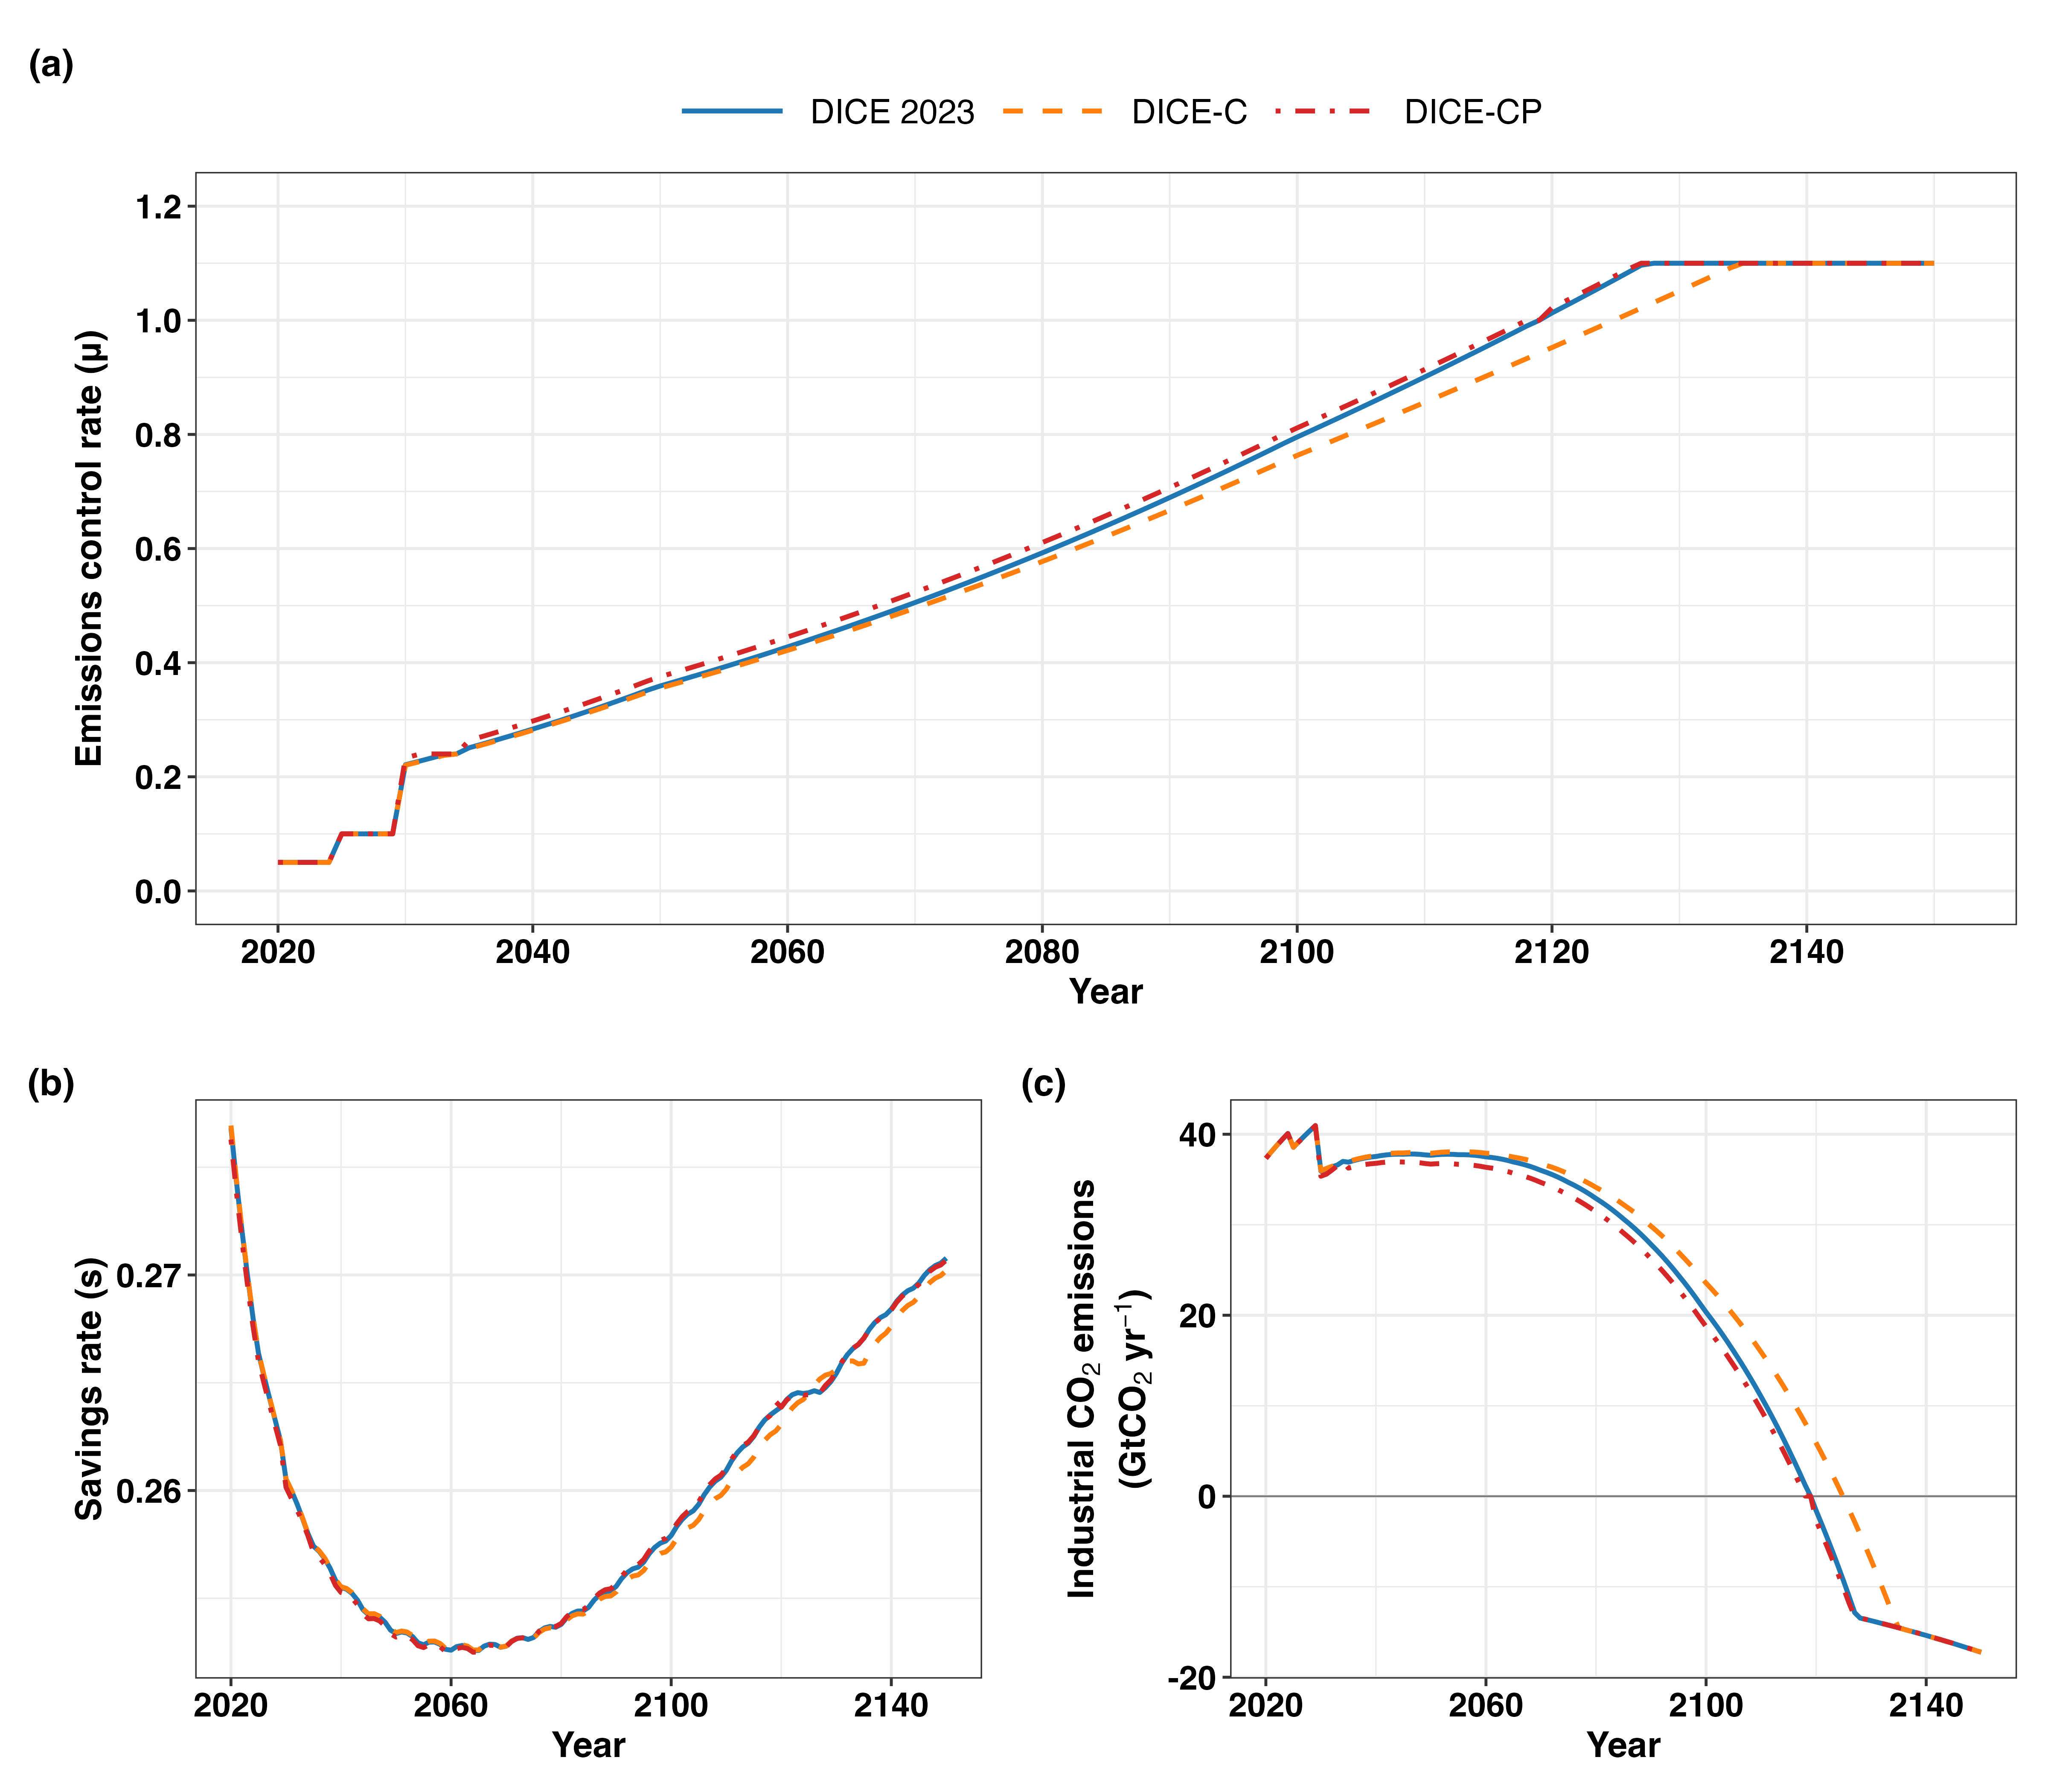 (a)
DICE 2023 DICE-C DICE-CP
Emissions control rate (μ)
1.2
1.0
0.8
0.6
0.4
0.2
0.0
2020 2040 2060 2080 2100 2120 2140
Year
(b)
Savings rate (s)
0.27
0.26
2020 2060 2100 2140
Year
(c)
Industrial CO₂ emissions
(GtCO₂ yr⁻¹)
40
20
0
-20
2020 2060 2100 2140
Year